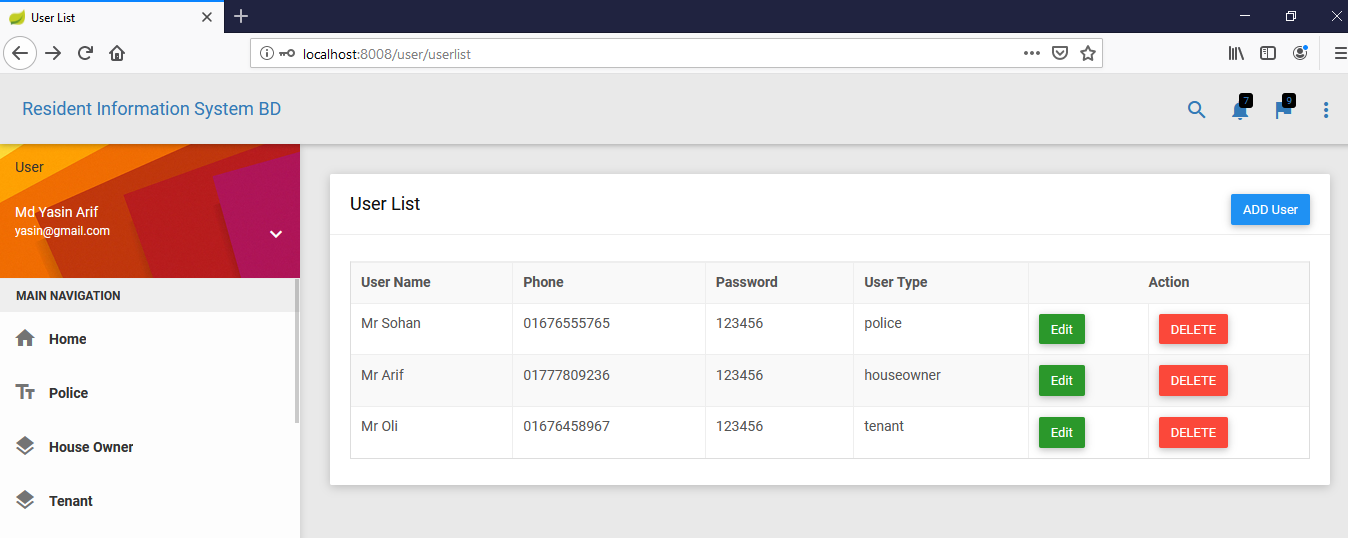 User List
localhost:8008/user/userlist
Resident Information System BD
7
9
User
Md Yasin Arif
yasin@gmail.com
MAIN NAVIGATION
Home
Police
House Owner
Tenant
User List
ADD User
User Name Phone Password User Type Action
Mr Sohan 01676555765 123456 police Edit DELETE
Mr Arif 01777809236 123456 houseowner Edit DELETE
Mr Oli 01676458967 123456 tenant Edit DELETE